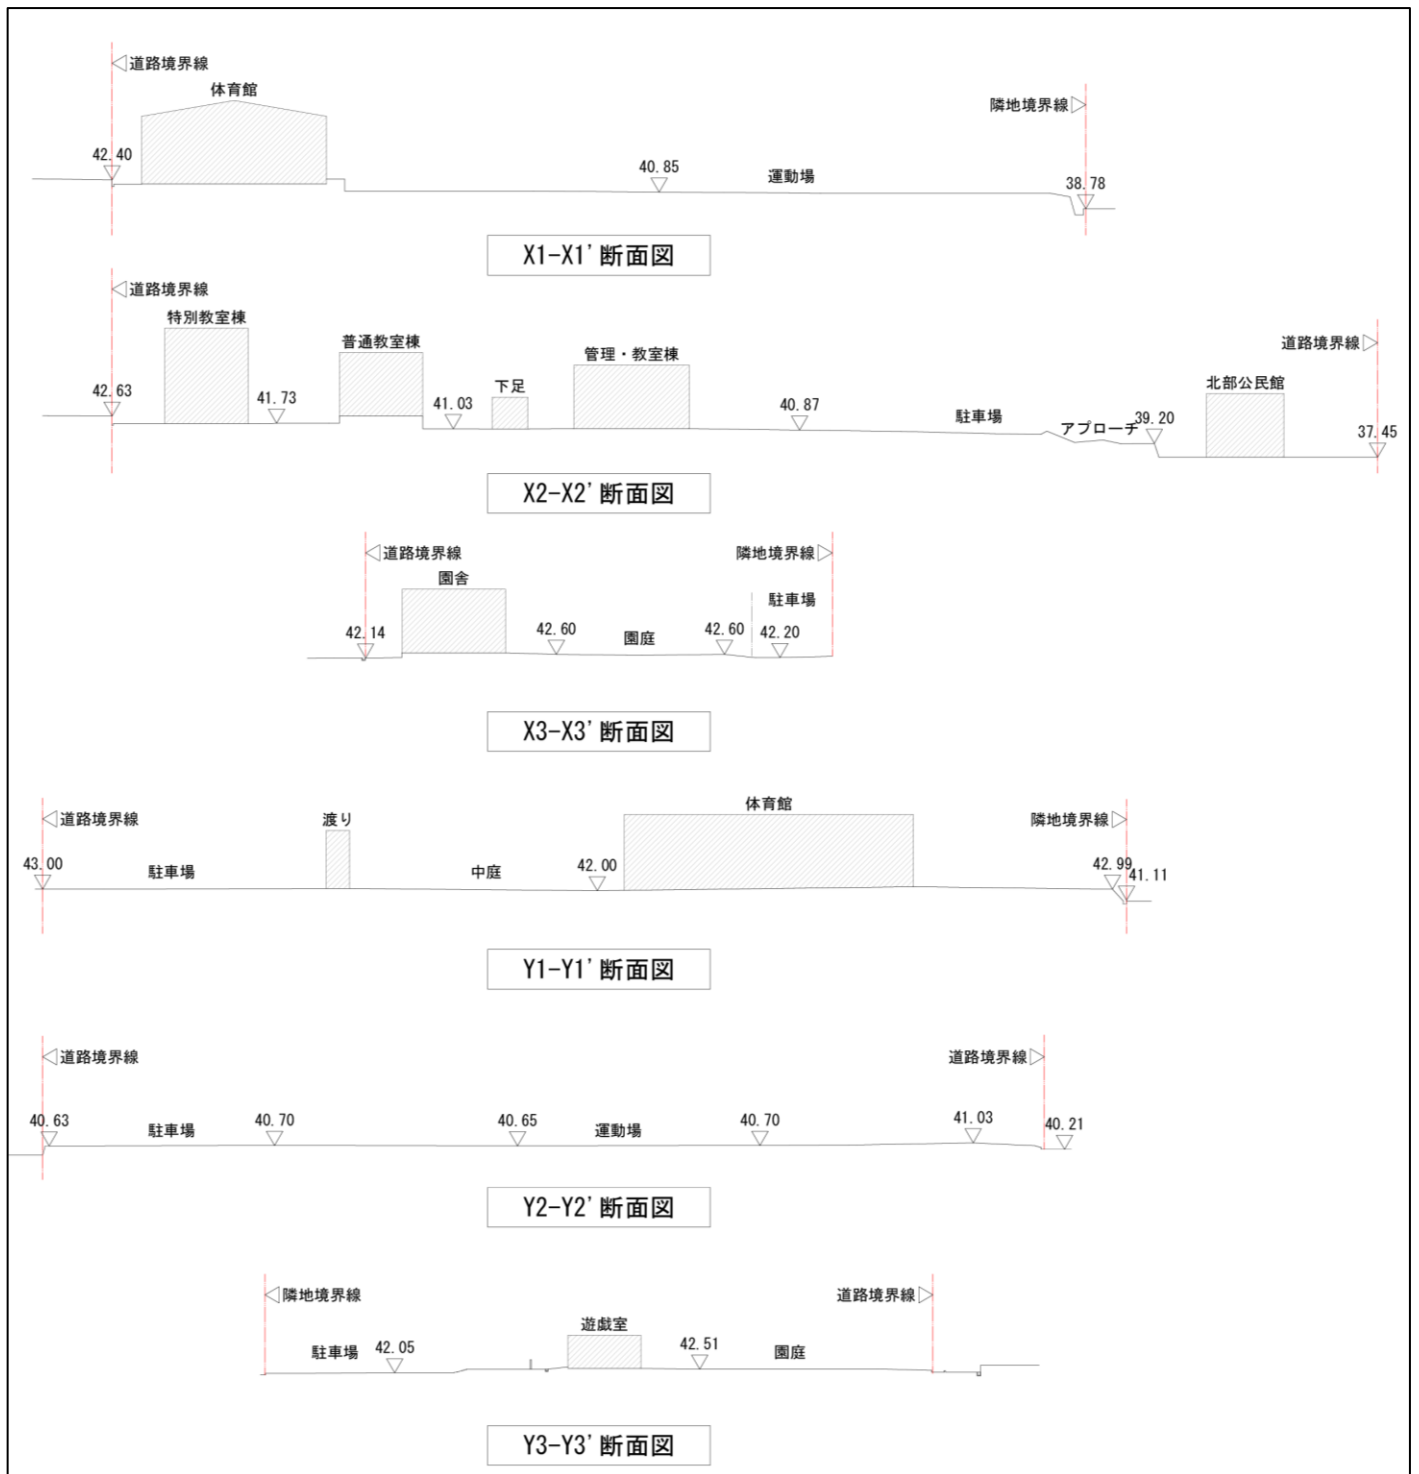 道路境界線
体育館
隣地境界線
42.40
40.85
運動場
38.78
X1-X1'断面図
道路境界線
特別教室棟
普通教室棟
管理・教室棟
道路境界線
下足
北部公民館
42.63
41.73
41.03
40.87
駐車場
アプローチ
39.20
37.45
X2-X2'断面図
道路境界線
隣地境界線
園舎
駐車場
42.14
42.60
園庭
42.60
42.20
X3-X3'断面図
体育館
道路境界線
渡り
隣地境界線
43.00
駐車場
中庭
42.00
42.99
41.11
Y1-Y1'断面図
道路境界線
道路境界線
40.63
駐車場
40.70
40.65
運動場
40.70
41.03
40.21
Y2-Y2'断面図
隣地境界線
道路境界線
遊戯室
駐車場
42.05
42.51
園庭
Y3-Y3'断面図